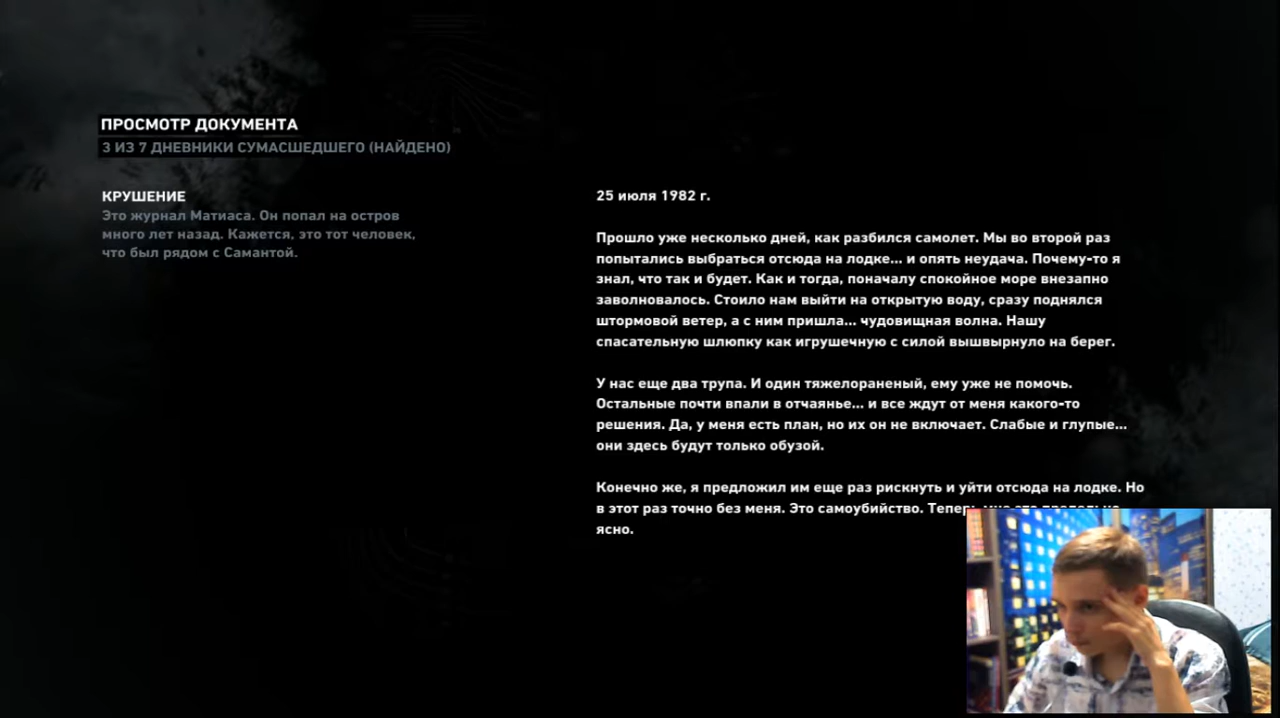 ПРОСМОТР ДОКУМЕНТА
3 ИЗ 7 ДНЕВНИКИ СУМАСШЕДШЕГО (НАЙДЕНО)
КРУШЕНИЕ
Это журнал Матиаса. Он попал на остров
много лет назад. Кажется, это тот человек,
что был рядом с Самантой.
25 июля 1982 г.
Прошло уже несколько дней, как разбился самолет. Мы во второй раз
попытались выбраться отсюда на лодке... и опять неудача. Почему-то я
знал, что так и будет. Как и тогда, поначалу спокойное море внезапно
заволновалось. Стоило нам выйти на открытую воду, сразу поднялся
штормовой ветер, а с ним пришла... чудовищная волна. Нашу
спасательную шлюпку как игрушечную с силой вышвырнуло на берег.
У нас еще два трупа. И один тяжелораненый, ему уже не помочь.
Остальные почти впали в отчаянье... и все ждут от меня какого-то
решения. Да, у меня есть план, но их он не включает. Слабые и глупые...
они здесь будут только обузой.
Конечно же, я предложил им еще раз рискнуть и уйти отсюда на лодке. Но
в этот раз точно без меня. Это самоубийство.
ясно.